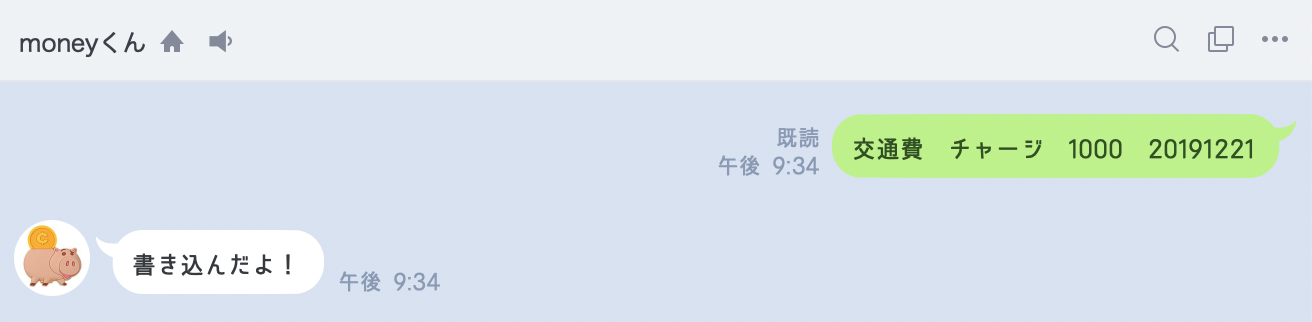 moneyくん
既読
午後 9:34
交通費　チャージ　1000　20191221
書き込んだよ！
午後 9:34